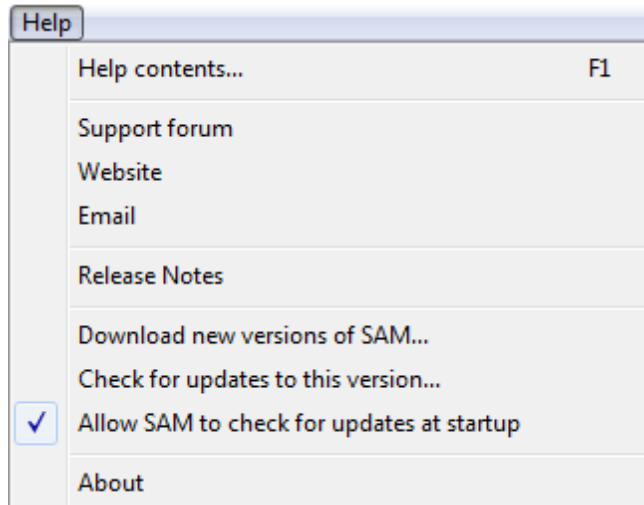 Help
Help contents... F1
Support forum
Website
Email
Release Notes
Download new versions of SAM...
Check for updates to this version...
Allow SAM to check for updates at startup
About